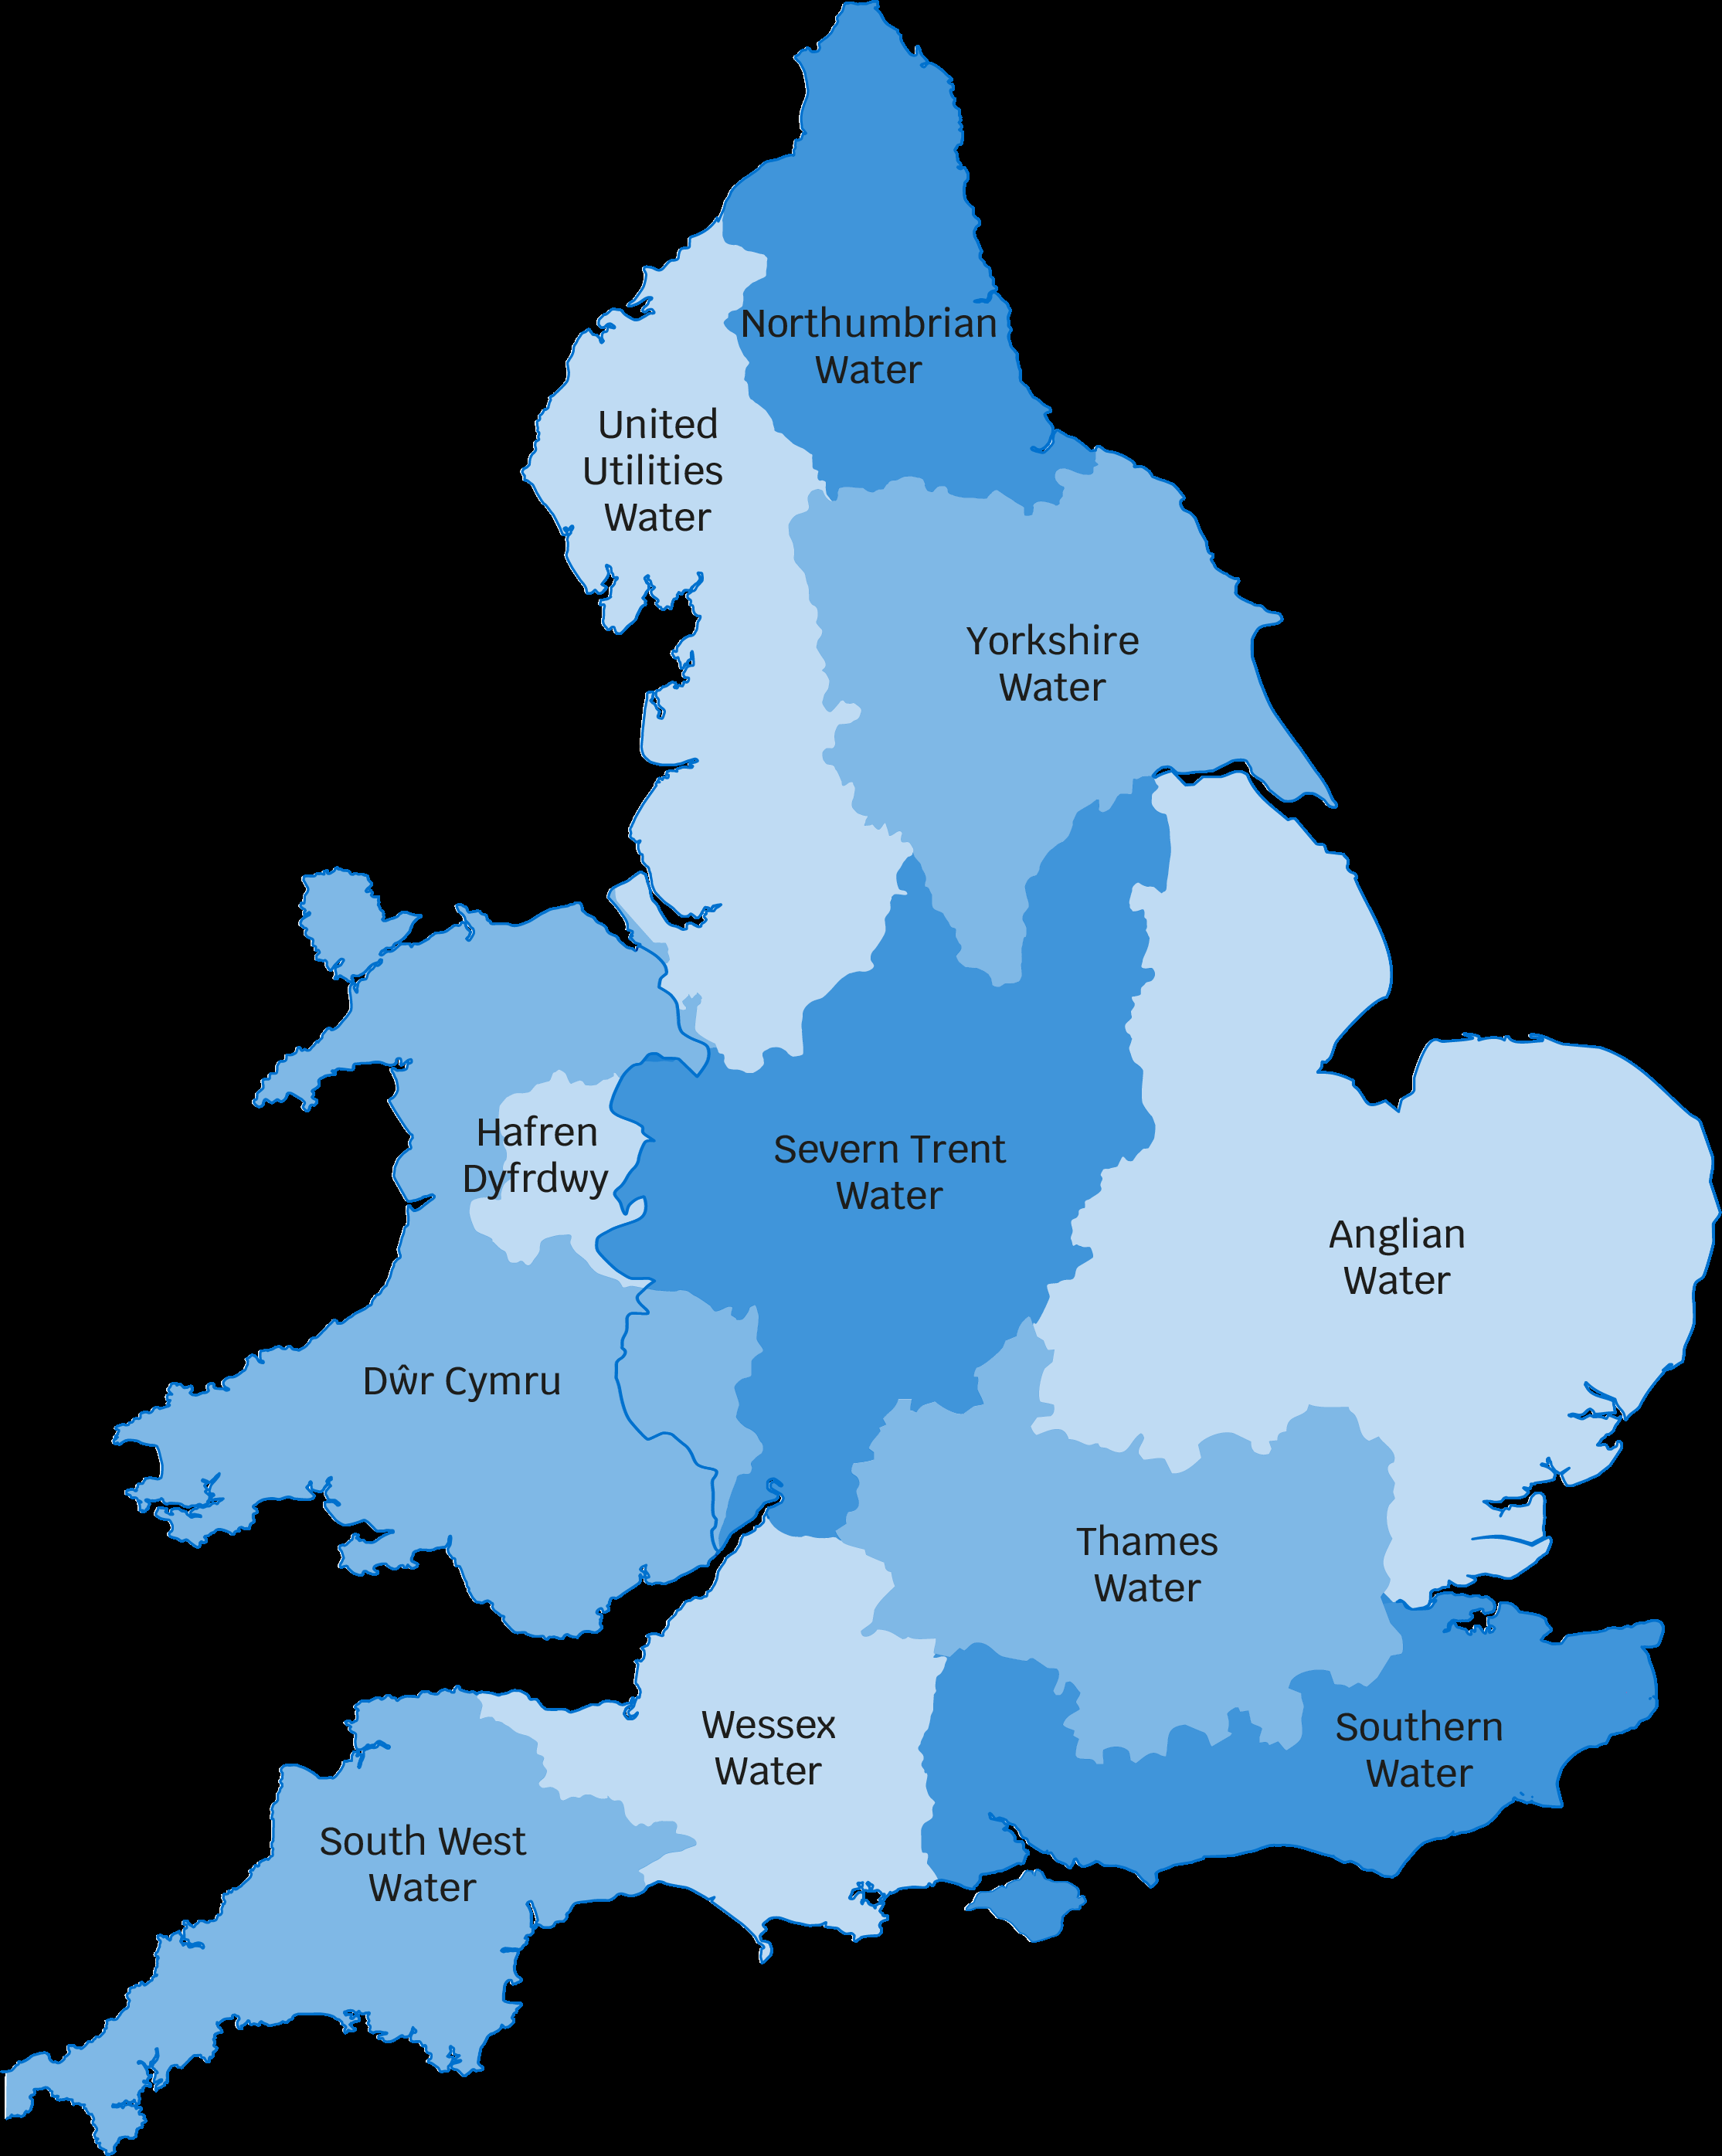 Northumbrian
Water
United
Utilities
Water
Yorkshire
Water
Hafren
Dyfrdwy
Severn Trent
Water
Anglian
Water
Dŵr Cymru
Thames
Water
Wessex
Water
Southern
Water
South West
Water